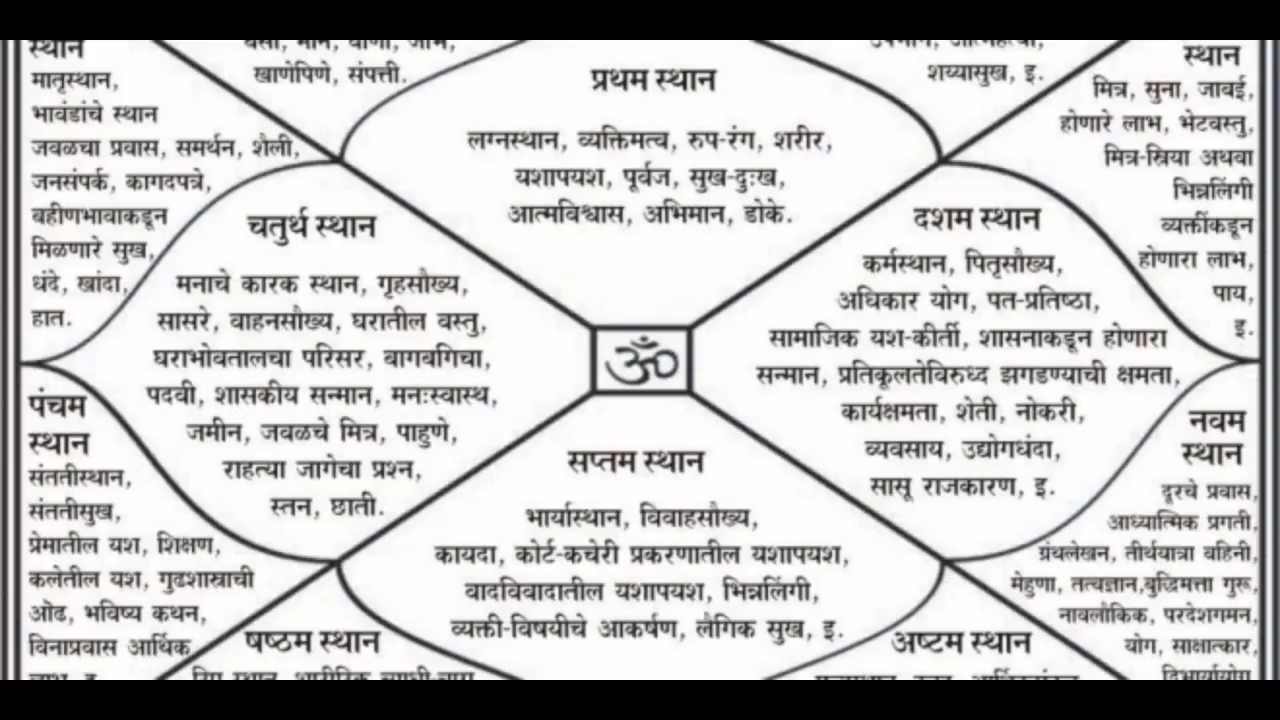 स्थान
मातृस्थान,
भावंडांचे स्थान
जवळचा प्रवास, समर्थन, शैली,
जनसंपर्क, कागदपत्रे,
बहीणभावाकडून
मिळणारे सुख,
धंदे, खांदा,
हात.
खाणेपिणे, संपत्ती.
प्रथम स्थान
लग्नस्थान, व्यक्तिमत्व, रुप-रंग, शरीर,
यशापयश, पूर्वज, सुख-दुःख,
आत्मविश्वास, अभिमान, डोके.
शय्यासुख, इ.
स्थान
मित्र, सुना, जावई,
होणारे लाभ, भेटवस्तु,
मित्र-स्त्रिया अथवा
भिन्नलिंगी
व्यक्तींकडून
होणारा लाभ,
पाय,
इ.
चतुर्थ स्थान
मनाचे कारक स्थान, गृहसौख्य,
सासरे, वाहनसौख्य, घरातील वस्तु,
घराभोवतालचा परिसर, बागबगिचा,
पदवी, शासकीय सन्मान, मनःस्वास्थ,
जमीन, जवळचे मित्र, पाहुणे,
राहत्या जागेचा प्रश्न,
स्तन, छाती.
ॐ
दशम स्थान
कर्मस्थान, पितृसौख्य,
अधिकार योग, पत-प्रतिष्ठा,
सामाजिक यश-कीर्ती, शासनाकडून होणारा
सन्मान, प्रतिकूलतेविरुध्द झगडण्याची क्षमता,
कार्यक्षमता, शेती, नोकरी,
व्यवसाय, उद्योगधंदा,
सासू राजकारण, इ.
पंचम
स्थान
संततीस्थान,
संततीसुख,
प्रेमातील यश, शिक्षण,
कलेतील यश, गुढशास्त्राची
ओढ, भविष्य कथन,
विनाप्रवास आर्थिक
सप्तम स्थान
भार्यास्थान, विवाहसौख्य,
कायदा, कोर्ट-कचेरी प्रकरणातील यशापयश,
वादविवादातील यशापयश, भिन्नलिंगी,
व्यक्ती-विषयीचे आकर्षण, लैगिक सुख, इ.
नवम
स्थान
दूरचे प्रवास,
आध्यात्मिक प्रगती,
ग्रंथलेखन, तीर्थयात्रा वहिनी,
मेहुणा, तत्वज्ञान,बुद्धिमत्ता गुरू,
नावलौकिक, परदेशगमन,
योग, साक्षात्कार,
षष्ठम स्थान
अष्टम स्थान